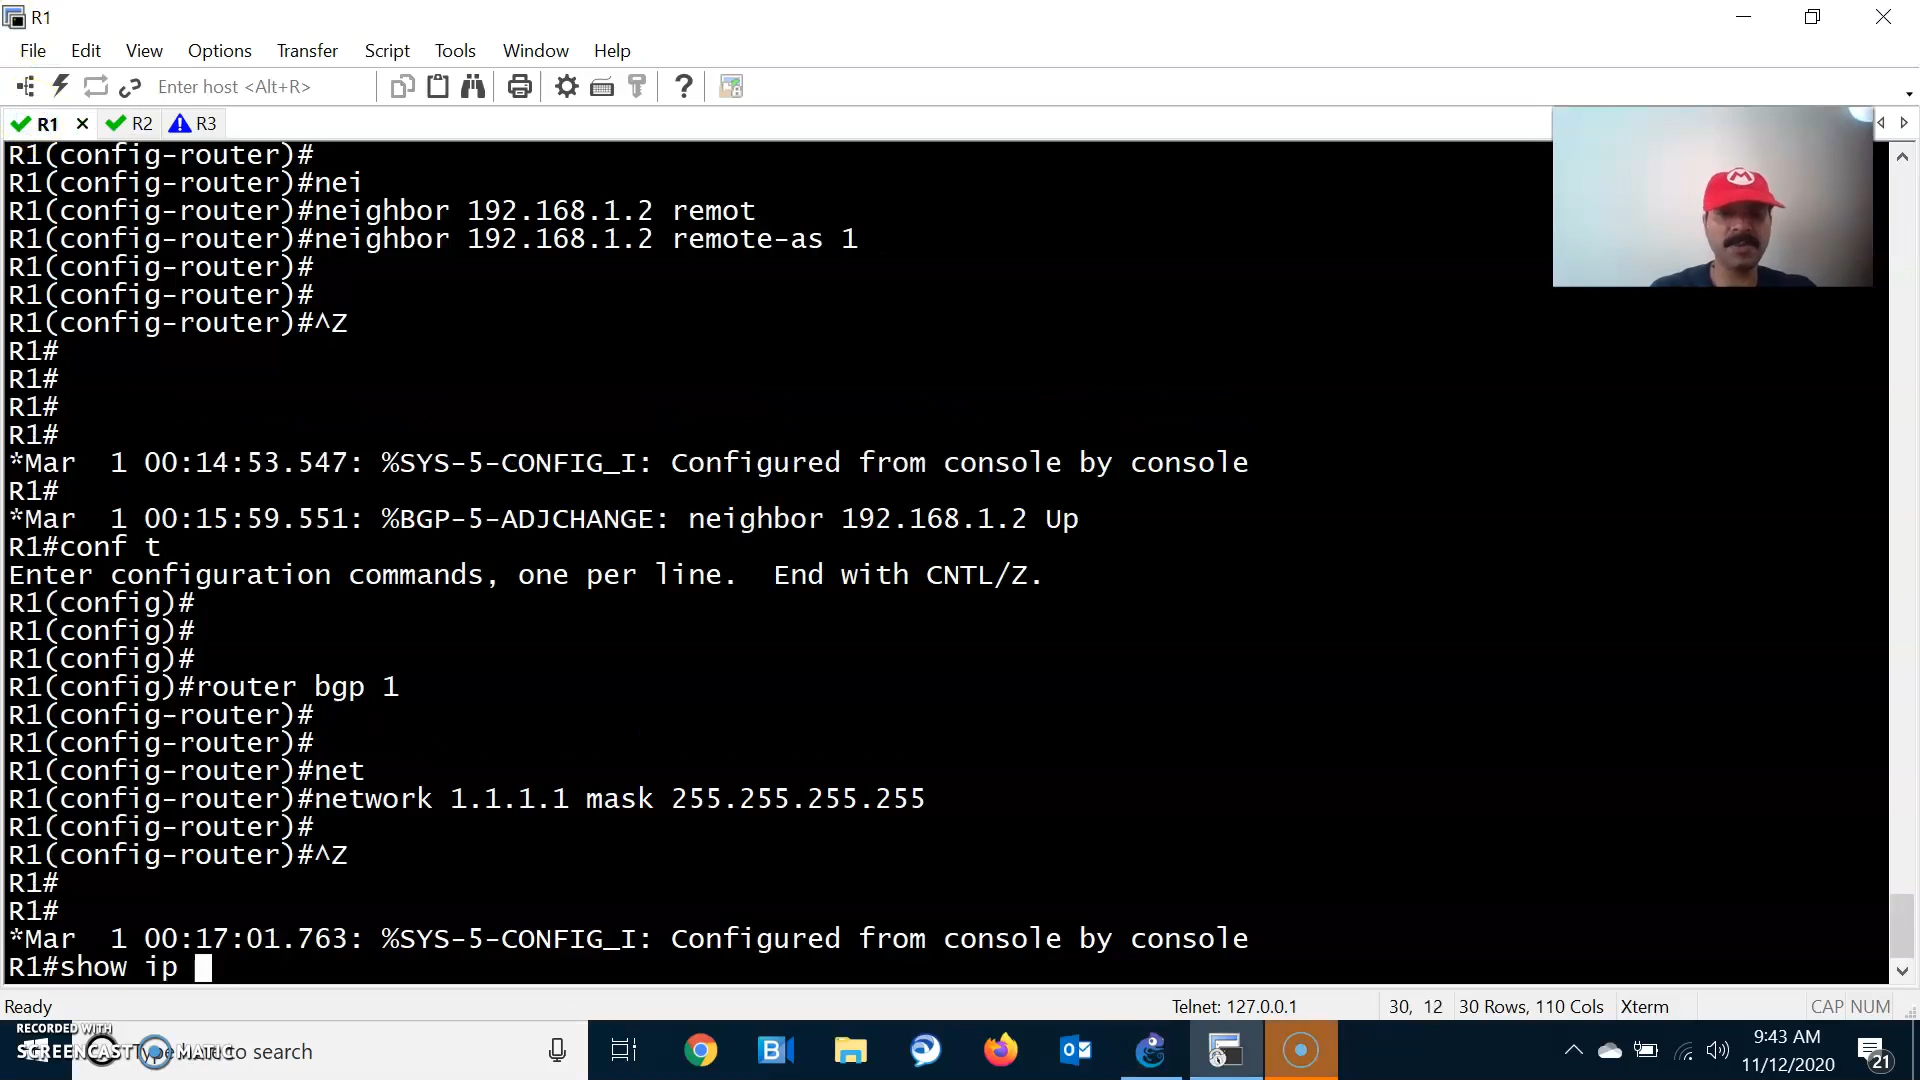 R1
File Edit View Options Transfer Script Tools Window Help
Enter host <Alt+R>
R1 R2 R3
R1(config-router)#
R1(config-router)#nei
R1(config-router)#neighbor 192.168.1.2 remot
R1(config-router)#neighbor 192.168.1.2 remote-as 1
R1(config-router)#
R1(config-router)#
R1(config-router)#^Z
R1#
R1#
R1#
R1#
*Mar  1 00:14:53.547: %SYS-5-CONFIG_I: Configured from console by console
R1#
*Mar  1 00:15:59.551: %BGP-5-ADJCHANGE: neighbor 192.168.1.2 Up
R1#conf t
Enter configuration commands, one per line.  End with CNTL/Z.
R1(config)#
R1(config)#
R1(config)#
R1(config)#router bgp 1
R1(config-router)#
R1(config-router)#
R1(config-router)#net
R1(config-router)#network 1.1.1.1 mask 255.255.255.255
R1(config-router)#
R1(config-router)#^Z
R1#
R1#
*Mar  1 00:17:01.763: %SYS-5-CONFIG_I: Configured from console by console
R1#show ip
Ready Telnet: 127.0.0.1 30, 12 30 Rows, 110 Cols Xterm CAP NUM
RECORDED WITH
SCREENCAST MATIC
to search
9:43 AM
11/12/2020
21
M